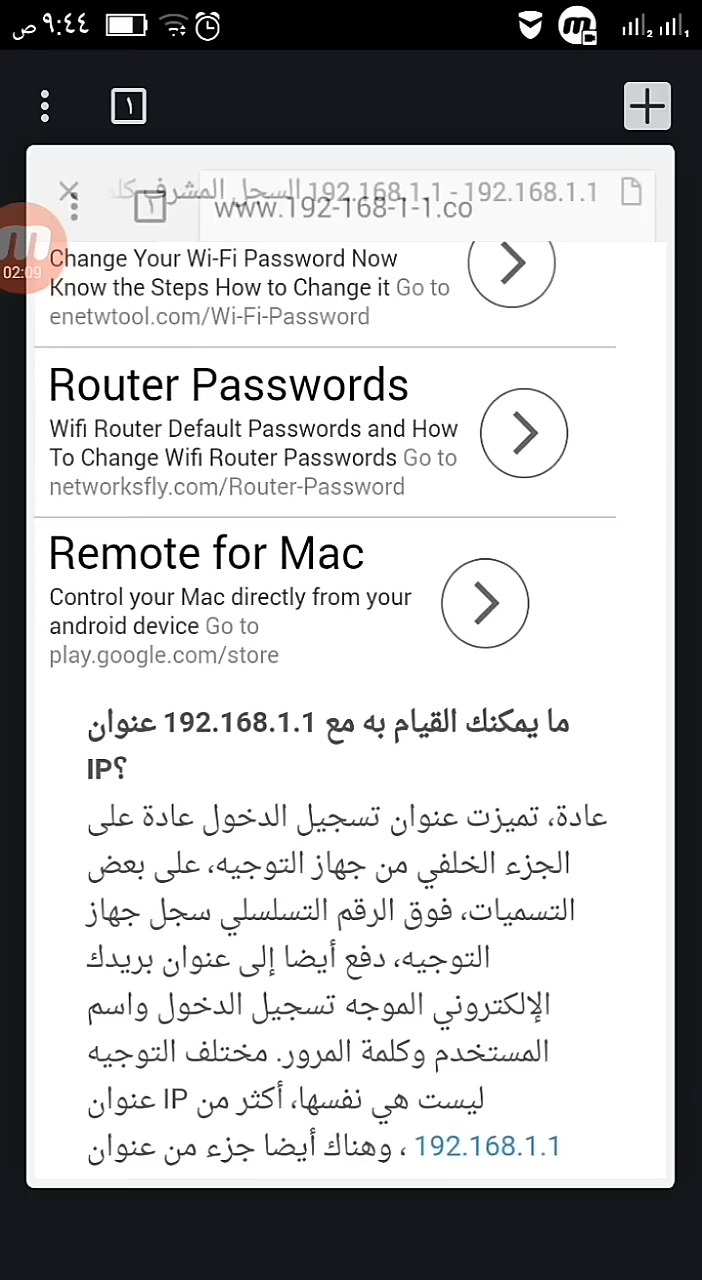 ٩:٤٤ ص
2
1
١
192.168.1.1 - 192.168.1.1 السجل المشرف
١
www.192-168-1-1.co
m
02:09
Change Your Wi-Fi Password Now
Know the Steps How to Change it Go to
enetwtool.com/Wi-Fi-Password
Router Passwords
Wifi Router Default Passwords and How
To Change Wifi Router Passwords Go to
networksfly.com/Router-Password
Remote for Mac
Control your Mac directly from your
android device Go to
play.google.com/store
ما يمكنك القيام به مع 192.168.1.1 عنوان
IP؟
عادة، تميزت عنوان تسجيل الدخول عادة على
الجزء الخلفي من جهاز التوجيه، على بعض
التسميات، فوق الرقم التسلسلي سجل جهاز
التوجيه، دفع أيضا إلى عنوان بريدك
الإلكتروني الموجه تسجيل الدخول واسم
المستخدم وكلمة المرور. مختلف التوجيه
ليست هي نفسها، أكثر من IP عنوان
192.168.1.1 ، وهناك أيضا جزء من عنوان